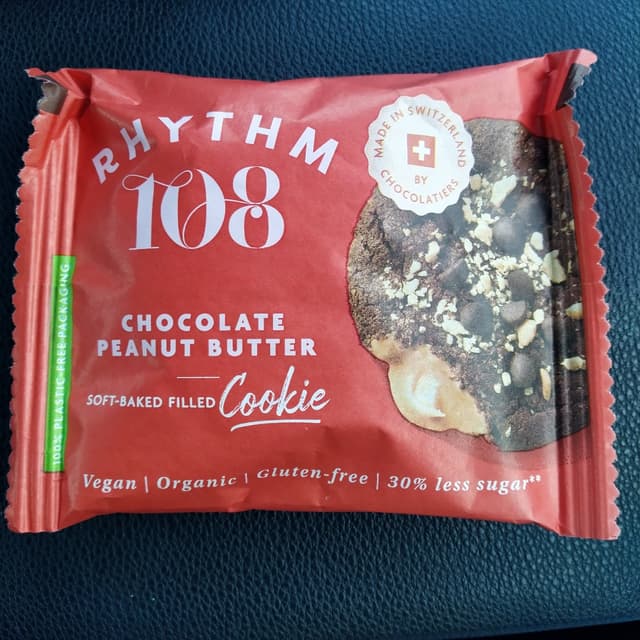 RHYTHM
108
MADE IN SWITZERLAND
BY
CHOCOLATIERS
CHOCOLATE
PEANUT BUTTER
SOFT-BAKED FILLED Cookie
100% PLASTIC-FREE PACKAGING
Vegan | Organic | Gluten-free | 30% less sugar**